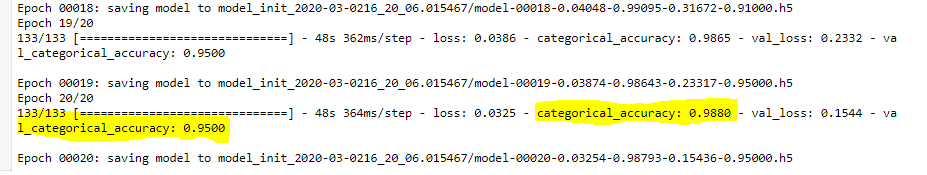 Epoch 00018: saving model to model_init_2020-03-0216_20_06.015467/model-00018-0.04048-0.99095-0.31672-0.91000.h5
Epoch 19/20
133/133 [==============================] - 48s 362ms/step - loss: 0.0386 - categorical_accuracy: 0.9865 - val_loss: 0.2332 - va
l_categorical_accuracy: 0.9500
Epoch 00019: saving model to model_init_2020-03-0216_20_06.015467/model-00019-0.03874-0.98643-0.23317-0.95000.h5
Epoch 20/20
133/133 [==============================] - 48s 364ms/step - loss: 0.0325 - categorical_accuracy: 0.9880 - val_loss: 0.1544 - va
l_categorical_accuracy: 0.9500
Epoch 00020: saving model to model_init_2020-03-0216_20_06.015467/model-00020-0.03254-0.98793-0.15436-0.95000.h5